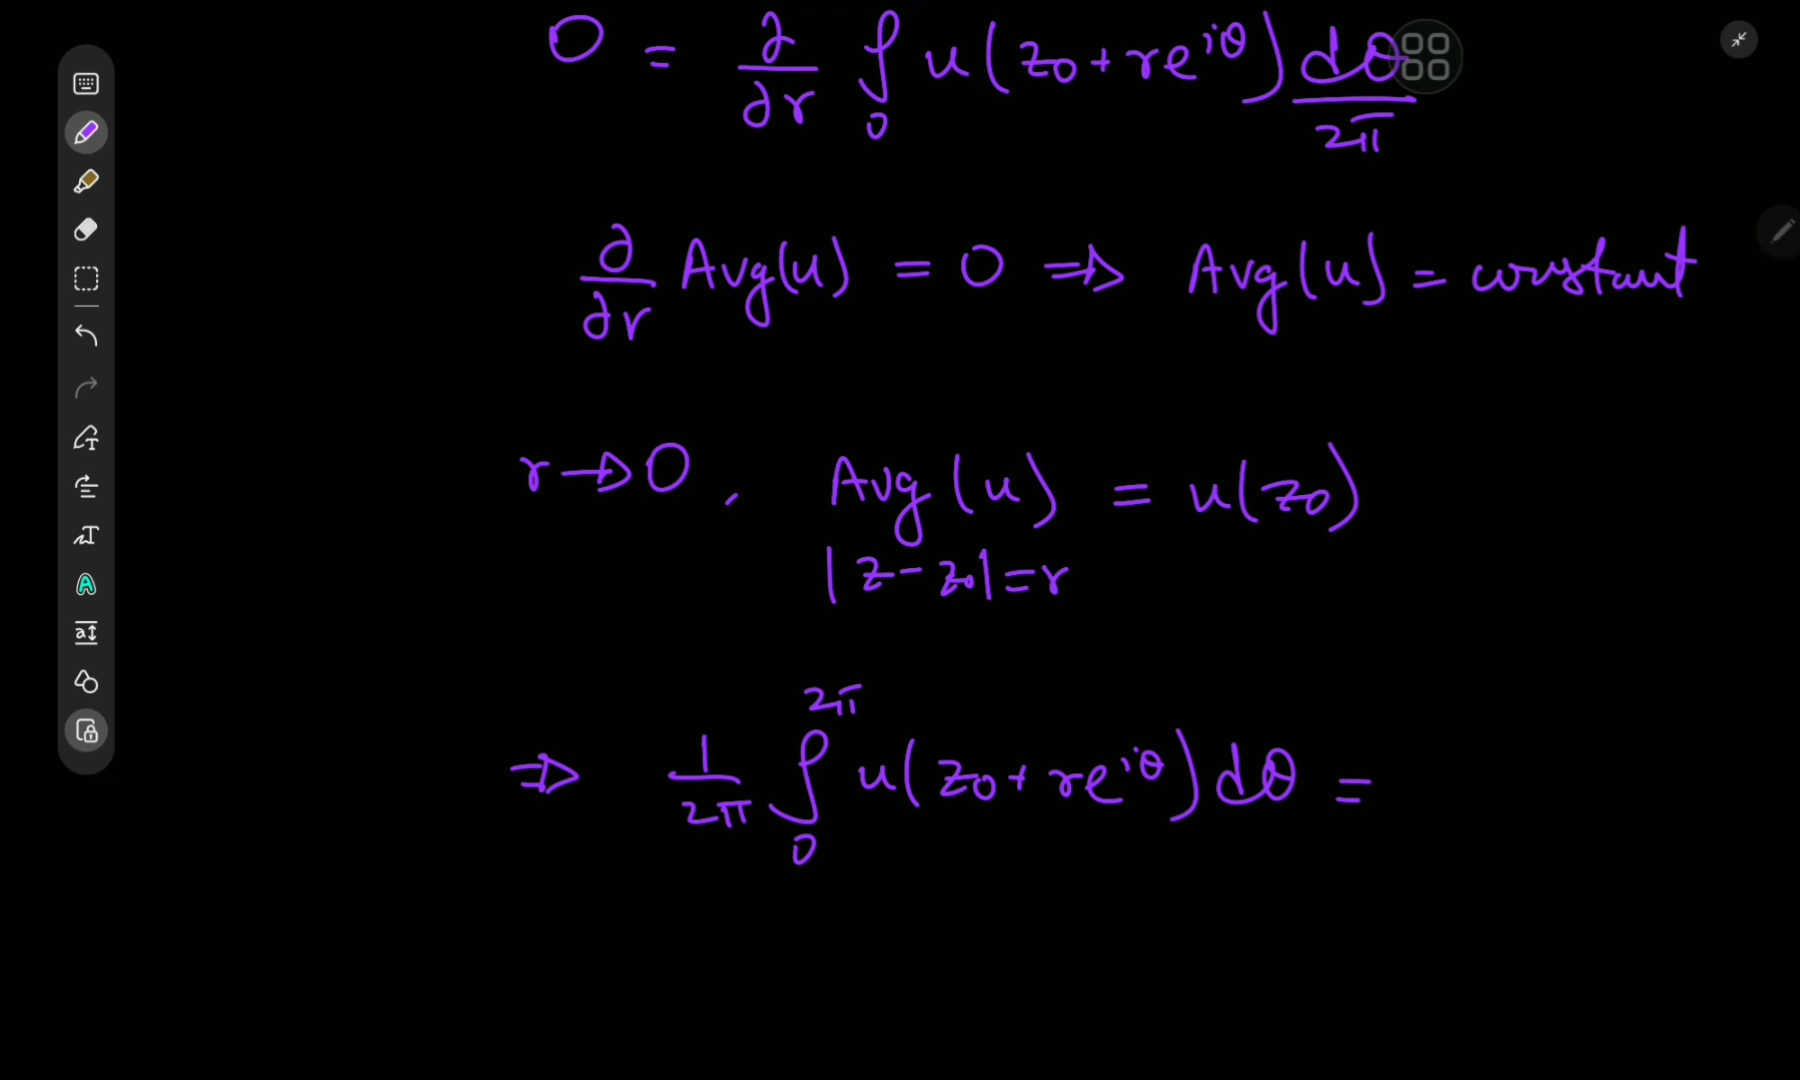 0 = ∂/∂r ∫₀ u(z₀+re^{iθ}) dθ/2π
∂/∂r Avg(u) = 0 ⇒ Avg(u) = constant
r → 0, Avg(u) = u(z₀)
|z-z₀|=r
⇒ 1/2π ∫₀^{2π} u(z₀+re^{iθ}) dθ =